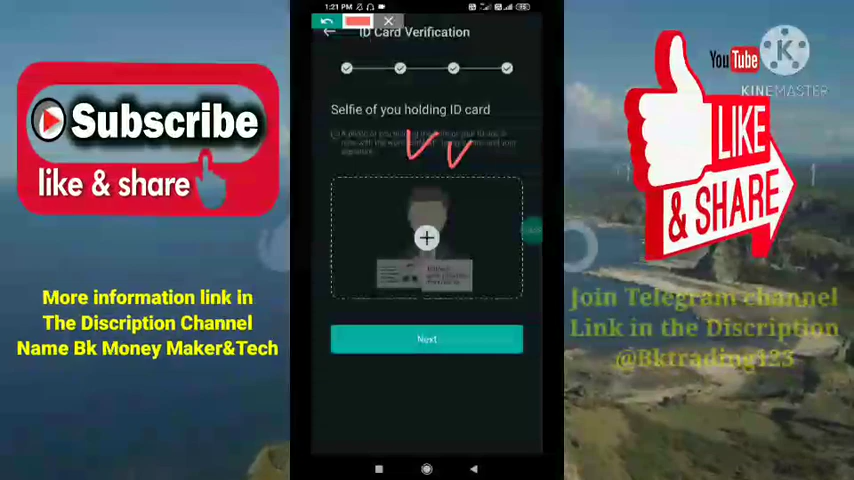 1:21 PM
ID Card Verification
Selfie of you holding ID card
Next
Subscribe
like & share
More information link in
The Discription Channel
Name Bk Money Maker&Tech
YouTube
KINEMASTER
LIKE
& SHARE
Join Telegram channel
Link in the Discription
@Bktrading123